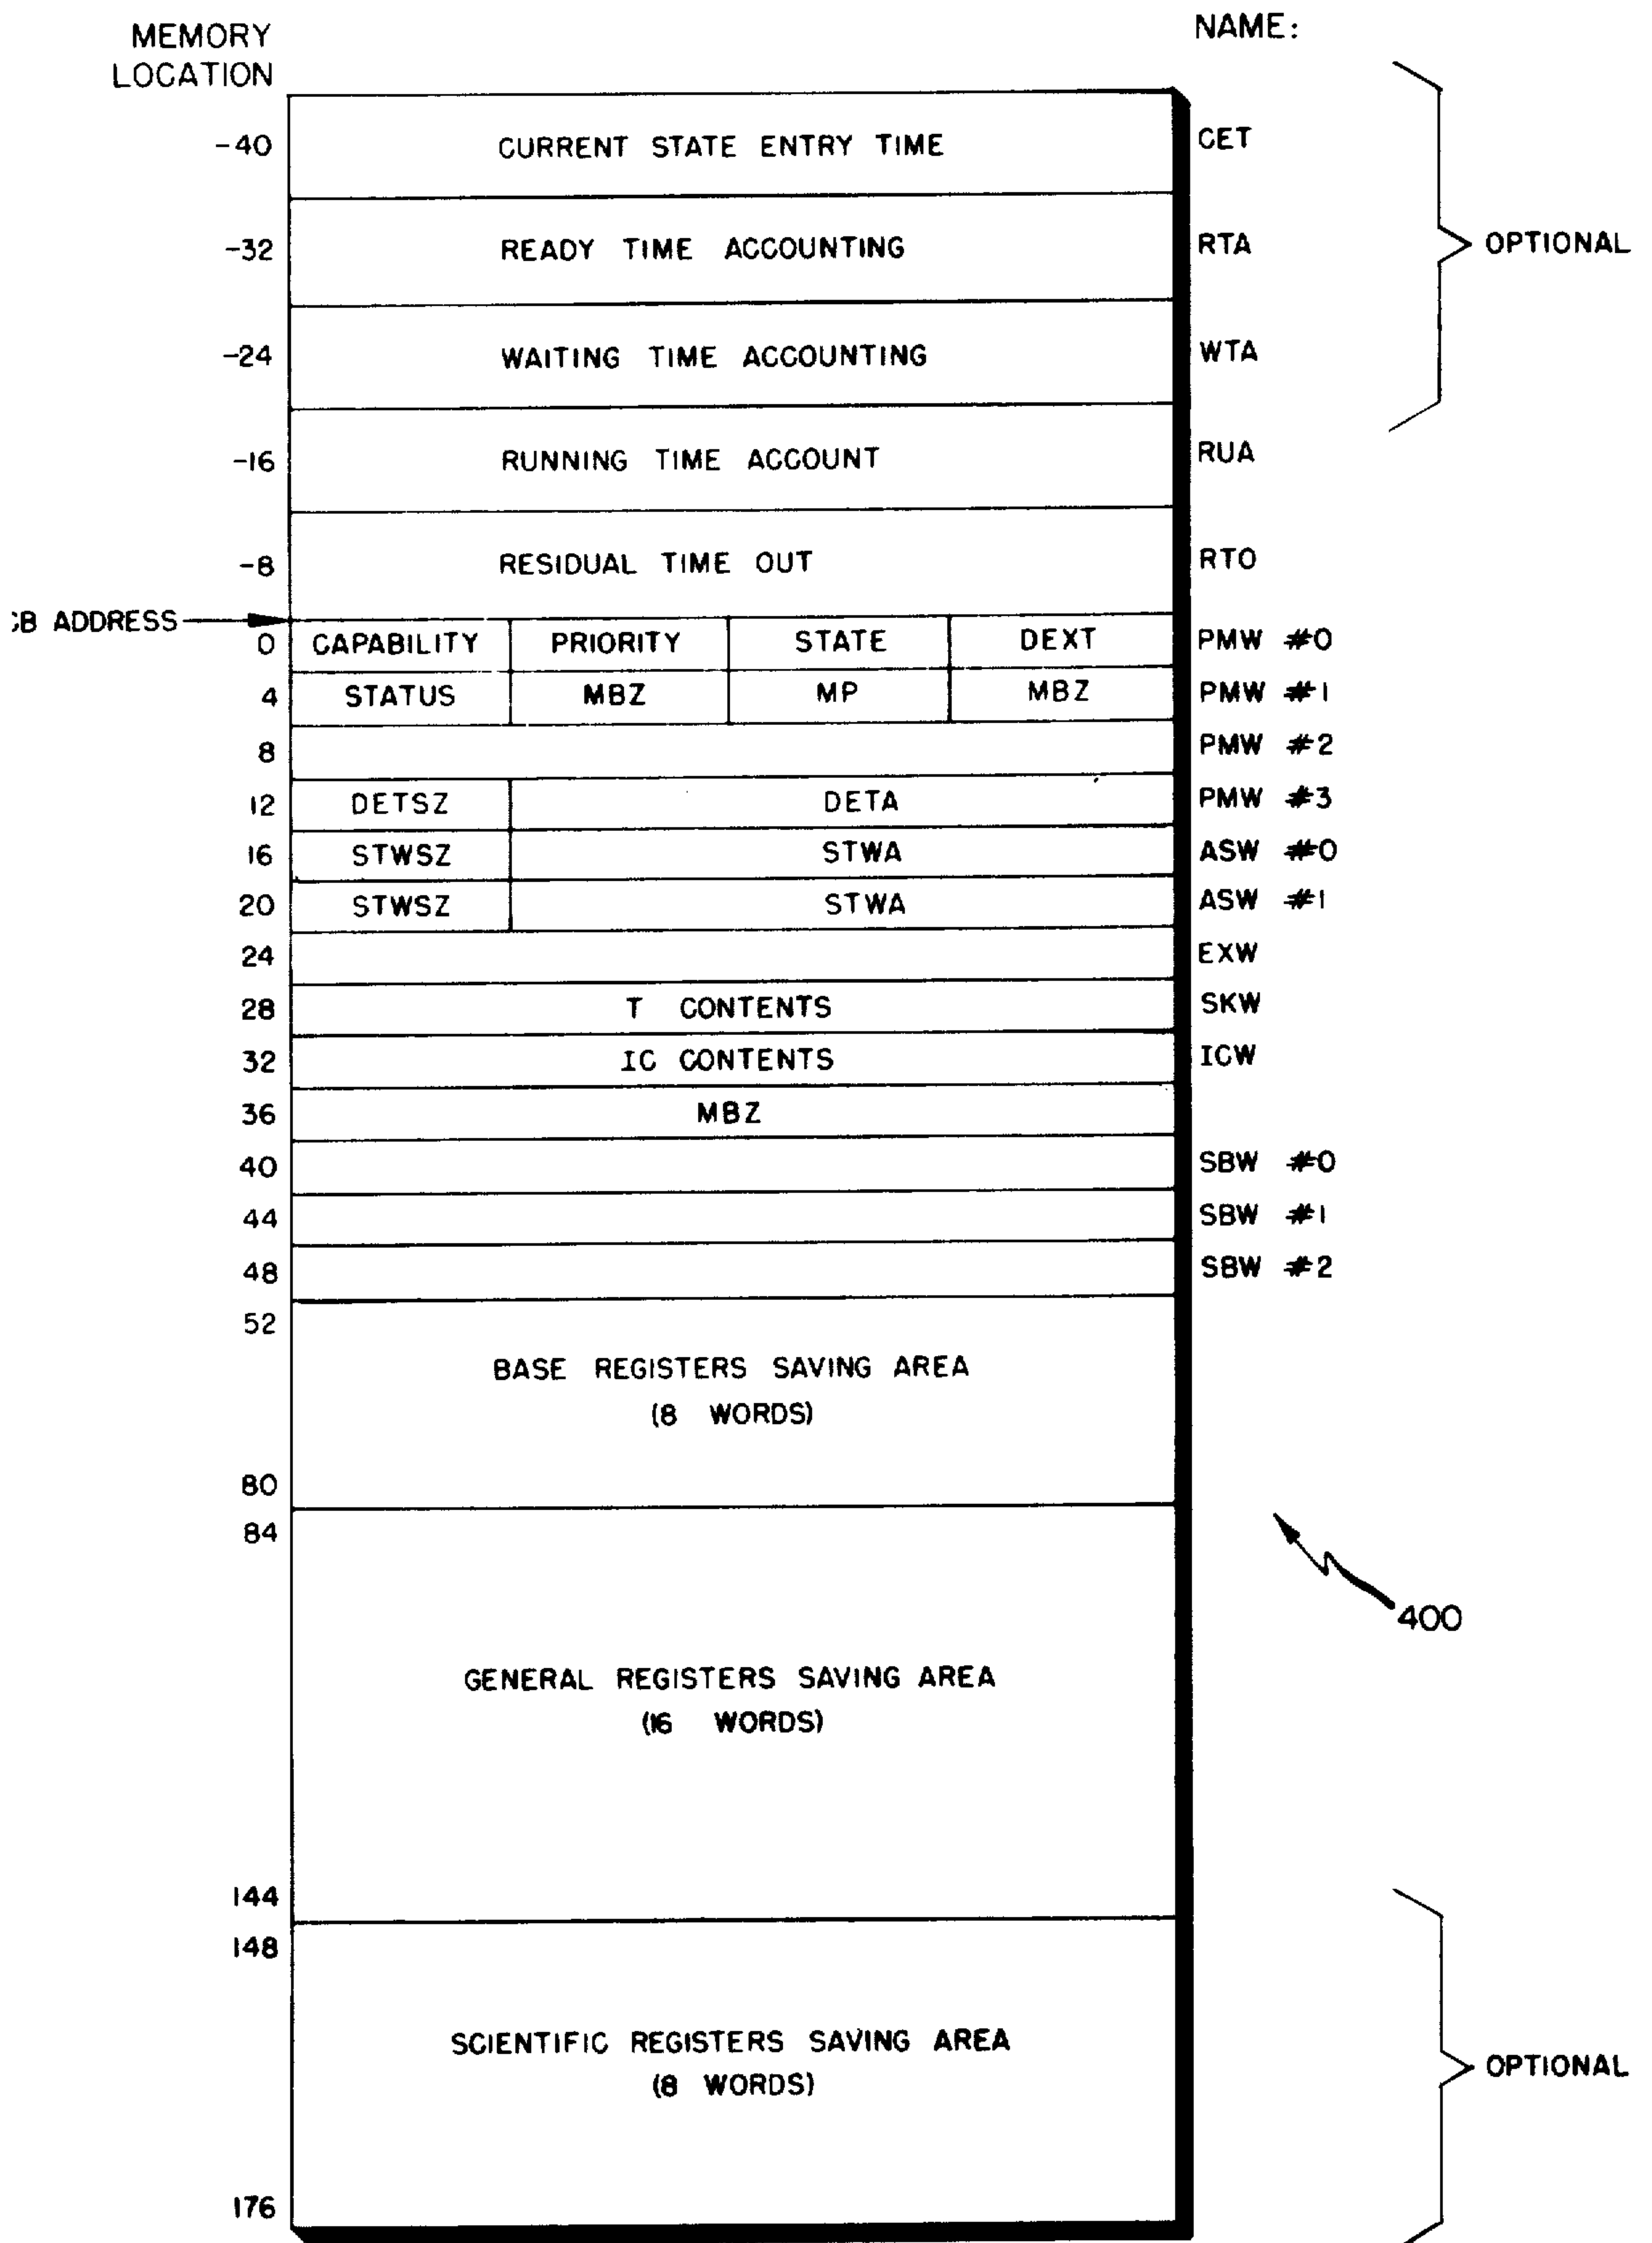 MEMORY
LOCATION
NAME:
-40 CURRENT STATE ENTRY TIME CET
-32 READY TIME ACCOUNTING RTA
OPTIONAL
-24 WAITING TIME ACCOUNTING WTA
-16 RUNNING TIME ACCOUNT RUA
-8 RESIDUAL TIME OUT RTO
ADDRESS
0 CAPABILITY PRIORITY STATE DEXT PMW #0
4 STATUS MBZ MP MBZ PMW #1
8 PMW #2
12 DETSZ DETA PMW #3
16 STWSZ STWA ASW #0
20 STWSZ STWA ASW #1
24 EXW
28 T CONTENTS SKW
32 IC CONTENTS ICW
36 MBZ
40 SBW #0
44 SBW #1
48 SBW #2
52
BASE REGISTERS SAVING AREA
(8 WORDS)
80
84
400
GENERAL REGISTERS SAVING AREA
(16 WORDS)
144
148
SCIENTIFIC REGISTERS SAVING AREA
(8 WORDS)
OPTIONAL
176